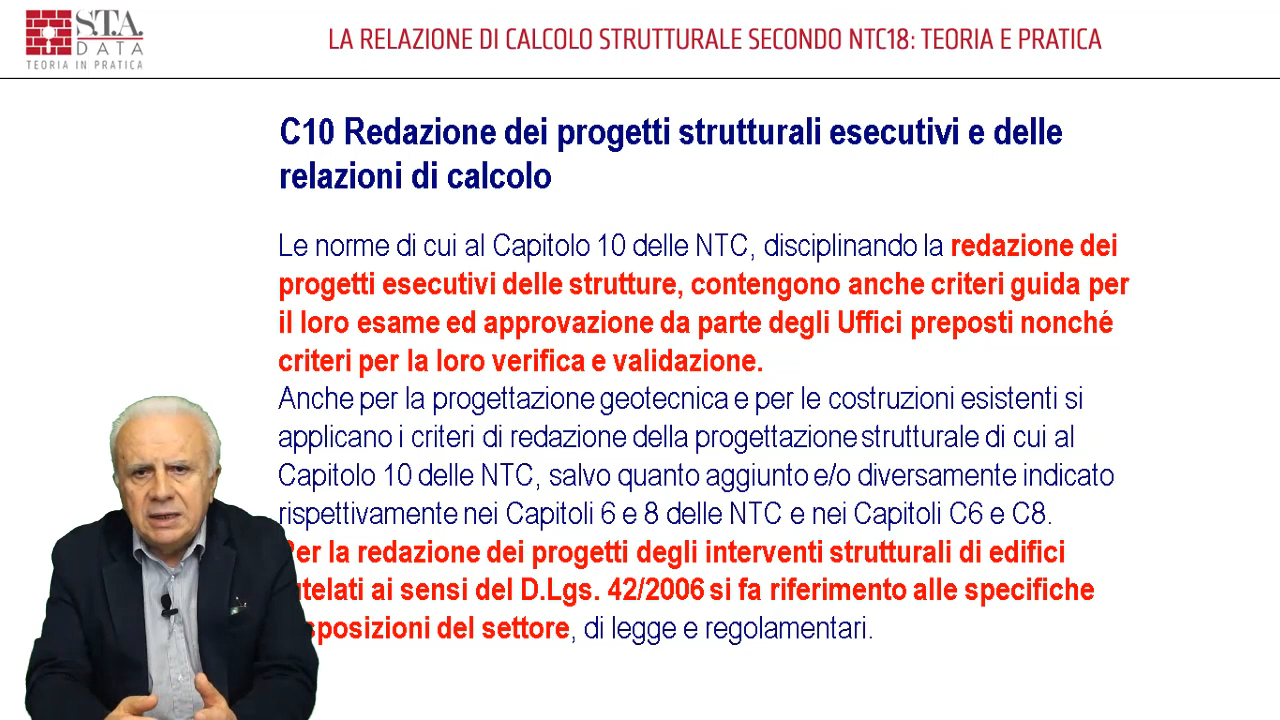 S.T.A.
DATA
TEORIA IN PRATICA
LA RELAZIONE DI CALCOLO STRUTTURALE SECONDO NTC18: TEORIA E PRATICA
C10 Redazione dei progetti strutturali esecutivi e delle
relazioni di calcolo
Le norme di cui al Capitolo 10 delle NTC, disciplinando la redazione dei
progetti esecutivi delle strutture, contengono anche criteri guida per
il loro esame ed approvazione da parte degli Uffici preposti nonché
criteri per la loro verifica e validazione.
Anche per la progettazione geotecnica e per le costruzioni esistenti si
applicano i criteri di redazione della progettazione strutturale di cui al
Capitolo 10 delle NTC, salvo quanto aggiunto e/o diversamente indicato
rispettivamente nei Capitoli 6 e 8 delle NTC e nei Capitoli C6 e C8.
Per la redazione dei progetti degli interventi strutturali di edifici
utelati ai sensi del D.Lgs. 42/2006 si fa riferimento alle specifiche
sposizioni del settore, di legge e regolamentari.